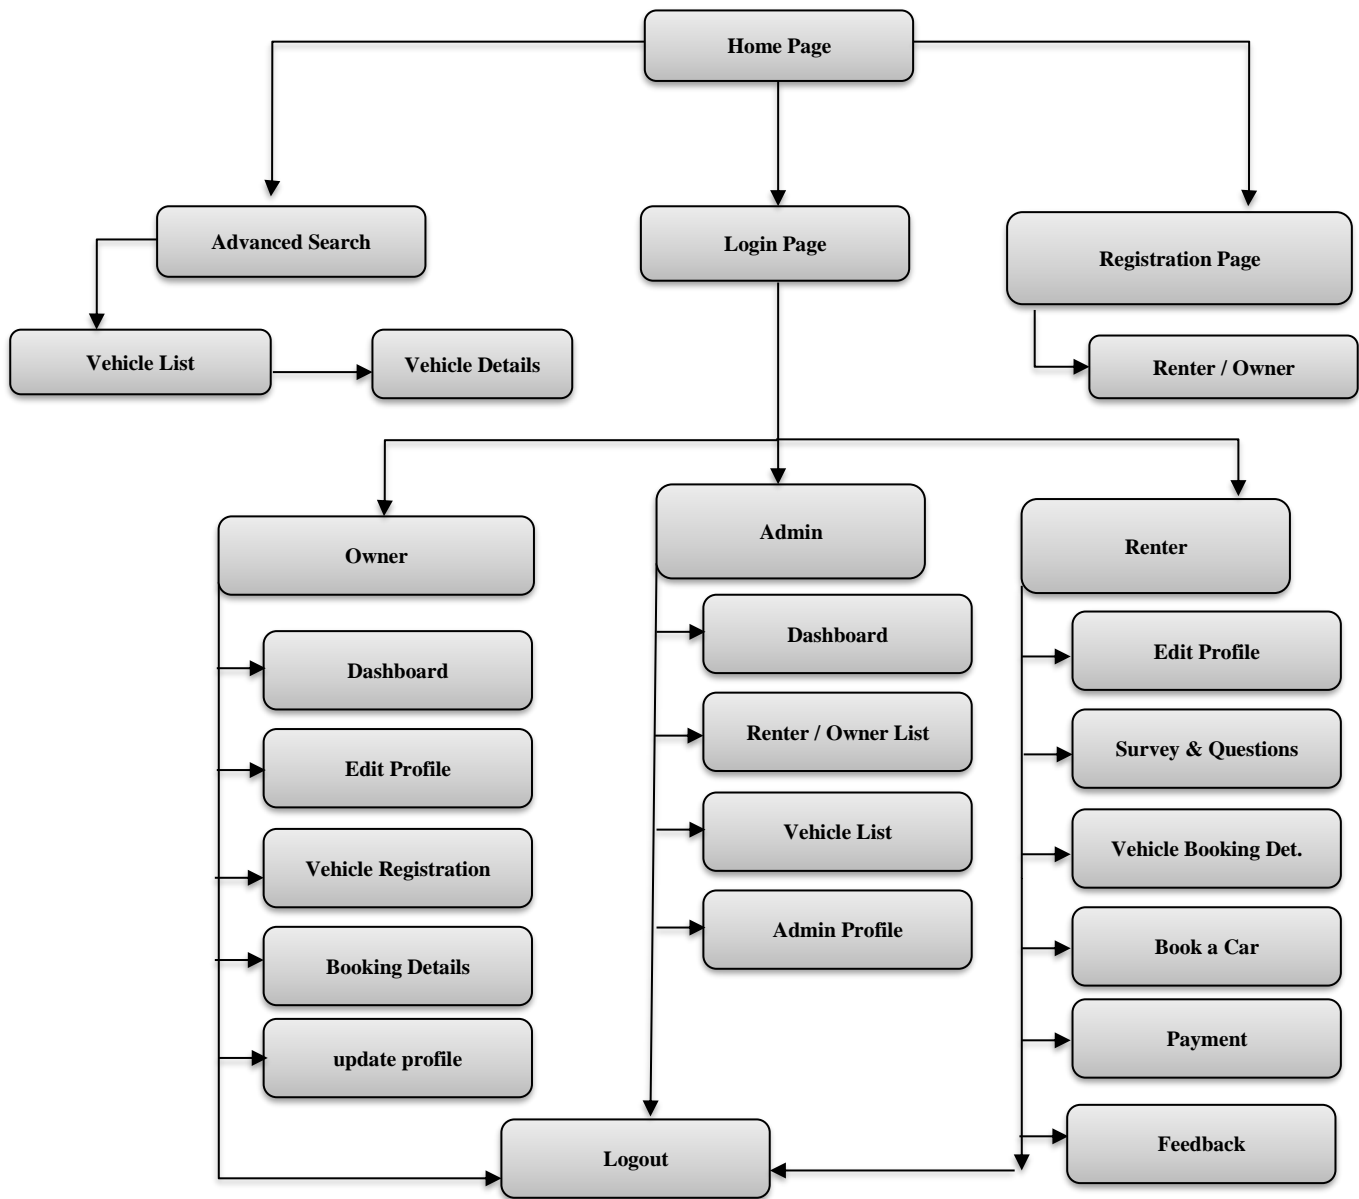 Home Page
Advanced Search
Login Page
Registration Page
Vehicle List
Vehicle Details
Renter / Owner
Owner
Admin
Renter
Dashboard
Edit Profile
Vehicle Registration
Booking Details
update profile
Dashboard
Renter / Owner List
Vehicle List
Admin Profile
Edit Profile
Survey & Questions
Vehicle Booking Det.
Book a Car
Payment
Feedback
Logout